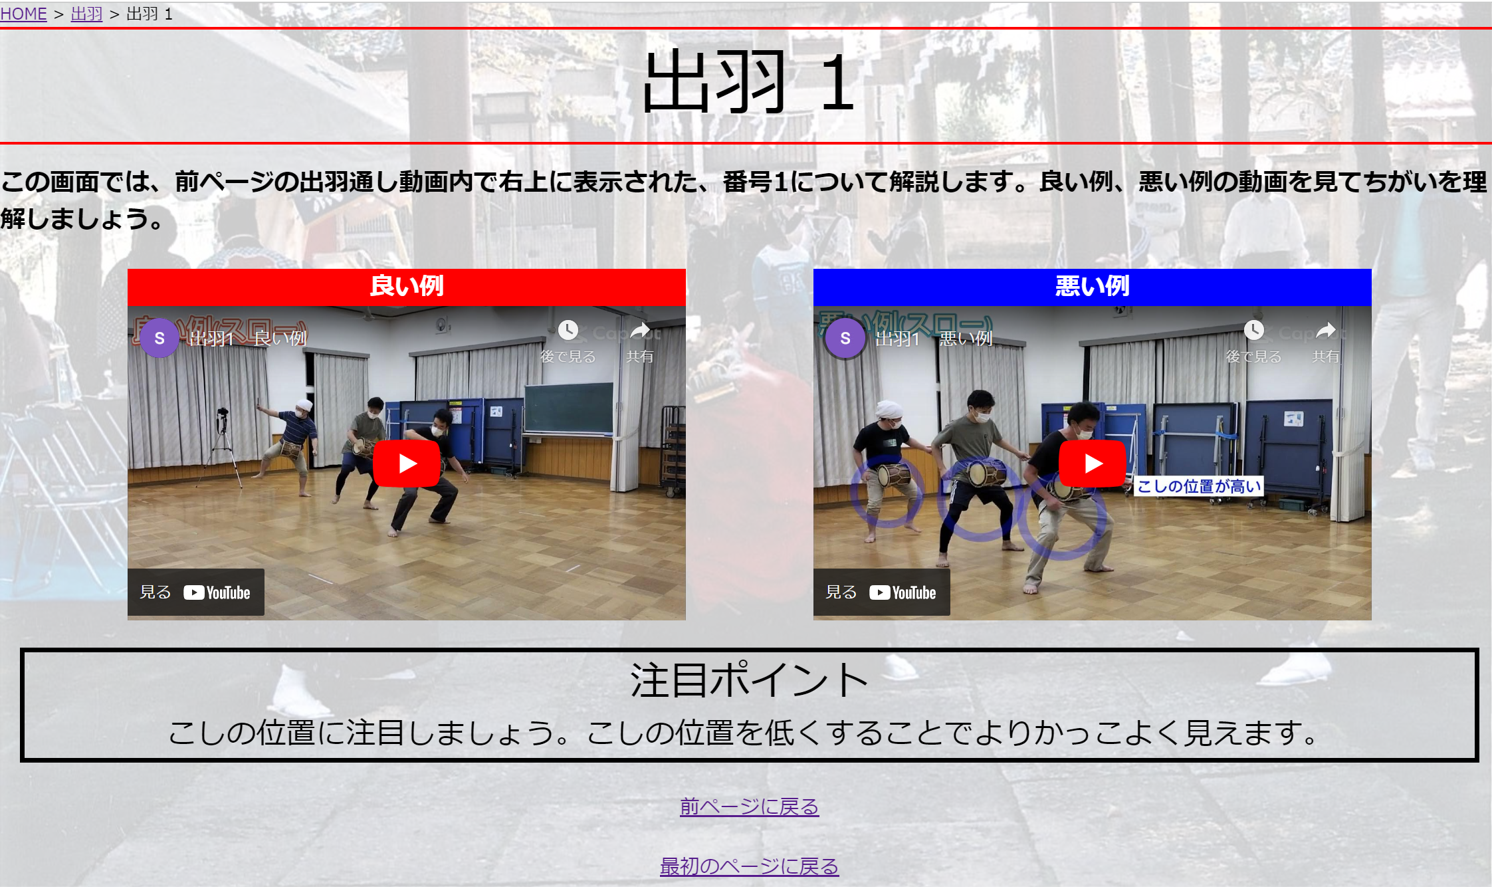 HOME > 出羽 > 出羽 1
出羽 1
この画面では、前ページの出羽通し動画内で右上に表示された、番号1について解説します。良い例、悪い例の動画を見てちがいを理
解しましょう。
良い例
悪い例
良い例(スロー)
S 出羽1 良い例
後で見る 共有
見る YouTube
悪い例(スロー)
S 出羽1 悪い例
後で見る 共有
こしの位置が高い
見る YouTube
注目ポイント
こしの位置に注目しましょう。こしの位置を低くすることでよりかっこよく見えます。
前ページに戻る
最初のページに戻る